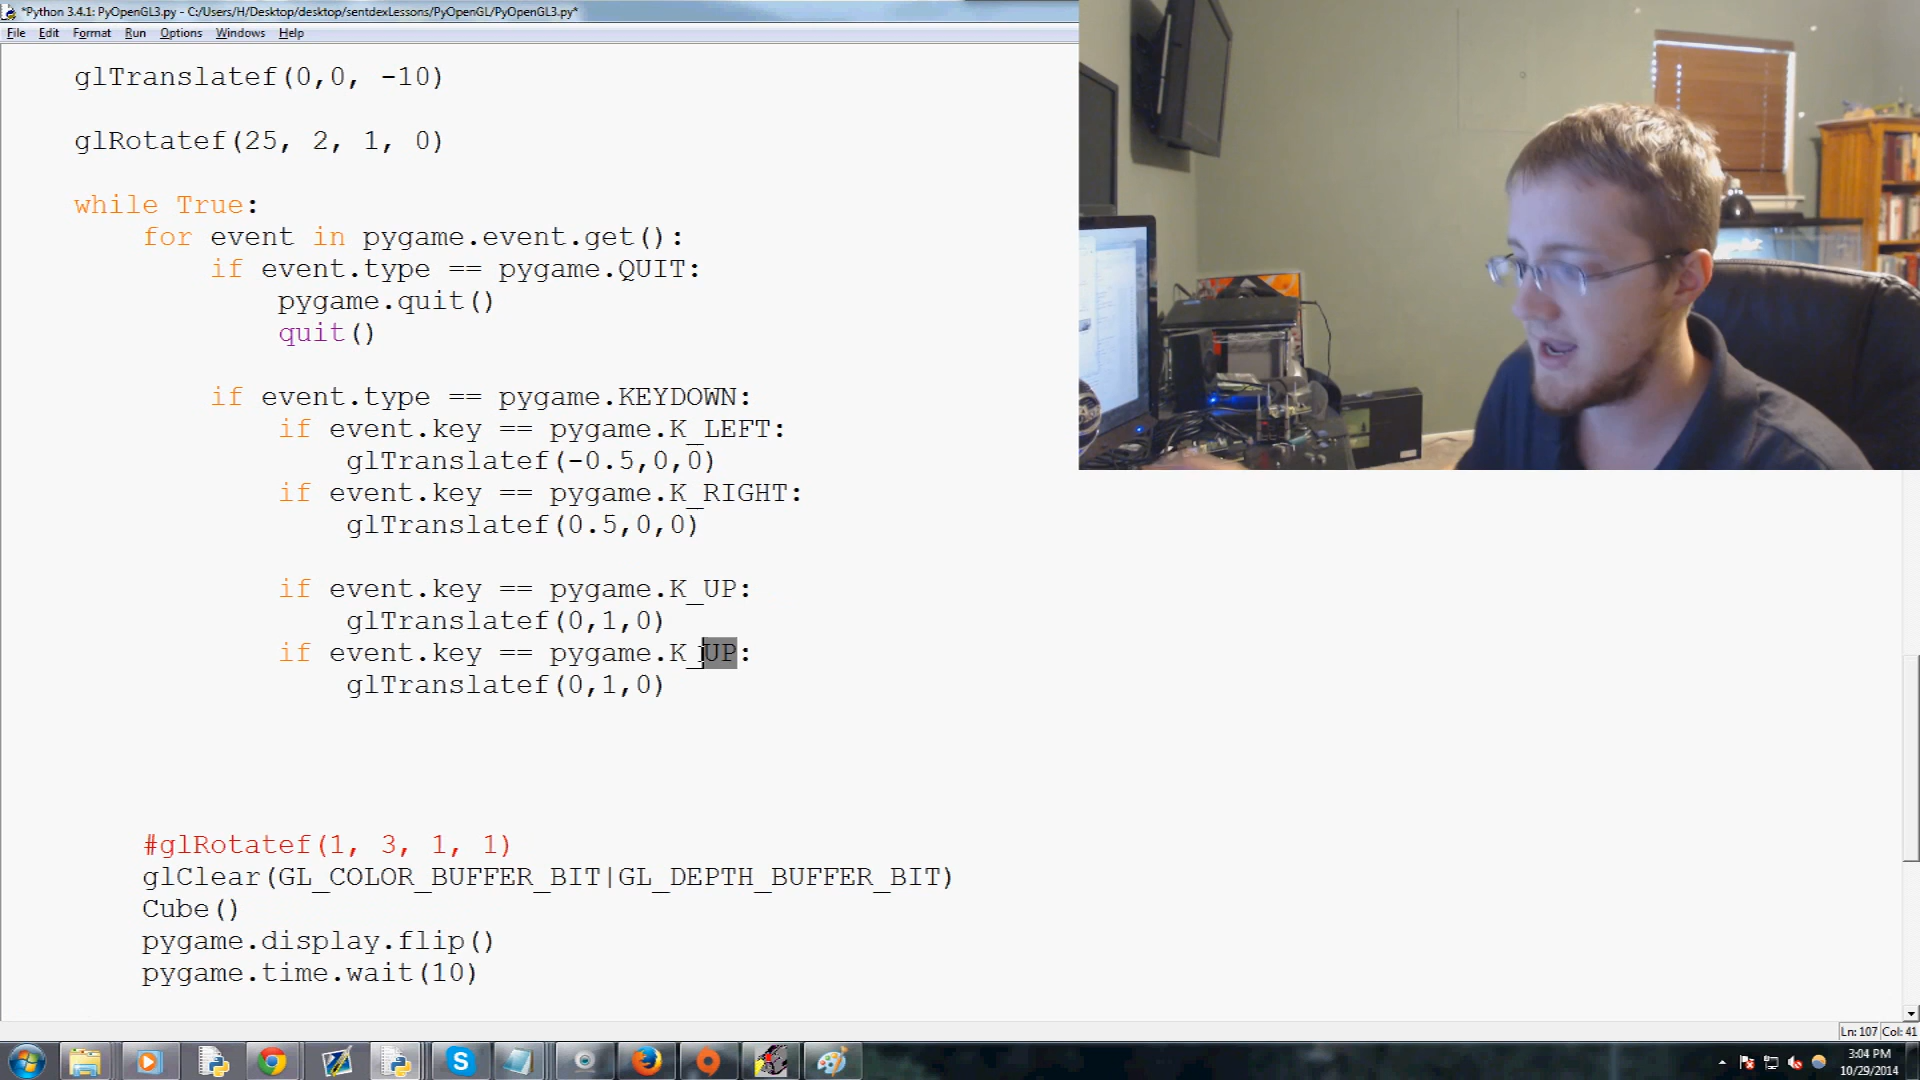 *Python 3.4.1: PyOpenGL3.py - C:/Users/H/Desktop/desktop/sentdexLessons/PyOpenGL/PyOpenGL3.py*
File Edit Format Run Options Windows Help
glTranslatef(0,0, -10)
glRotatef(25, 2, 1, 0)
while True:
for event in pygame.event.get():
if event.type == pygame.QUIT:
pygame.quit()
quit()
if event.type == pygame.KEYDOWN:
if event.key == pygame.K_LEFT:
glTranslatef(-0.5,0,0)
if event.key == pygame.K_RIGHT:
glTranslatef(0.5,0,0)
if event.key == pygame.K_UP:
glTranslatef(0,1,0)
if event.key == pygame.K_UP:
glTranslatef(0,1,0)
#glRotatef(1, 3, 1, 1)
glClear(GL_COLOR_BUFFER_BIT|GL_DEPTH_BUFFER_BIT)
Cube()
pygame.display.flip()
pygame.time.wait(10)
Ln: 107 Col: 41
3:04 PM
10/29/2014